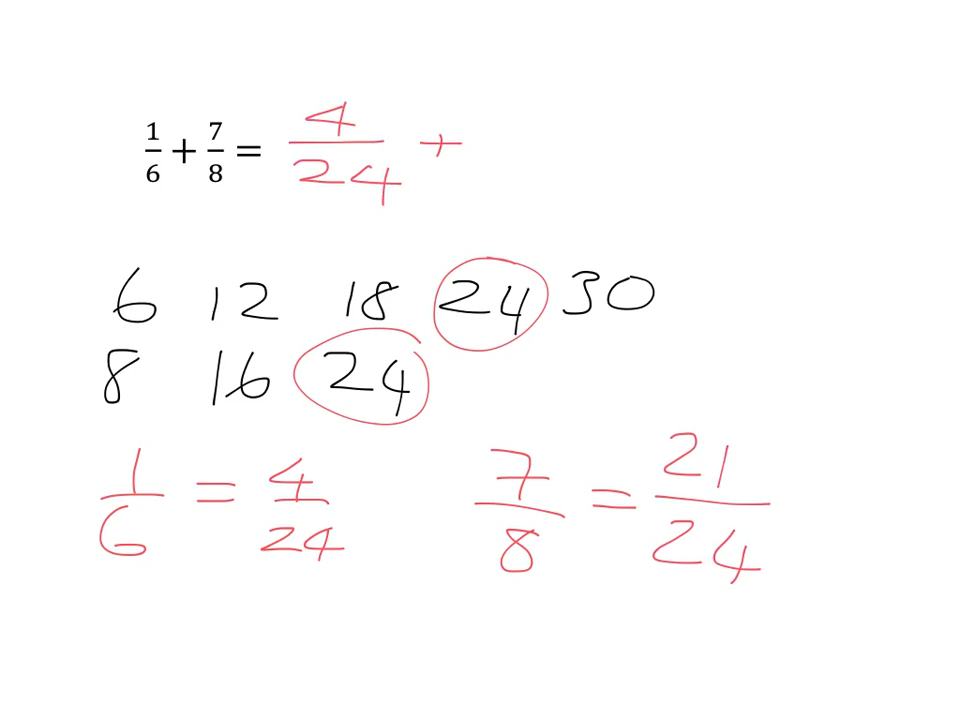 1/6 + 7/8 = 4/24 +
6 12 18 24 30
8 16 24
1/6 = 4/24 7/8 = 21/24